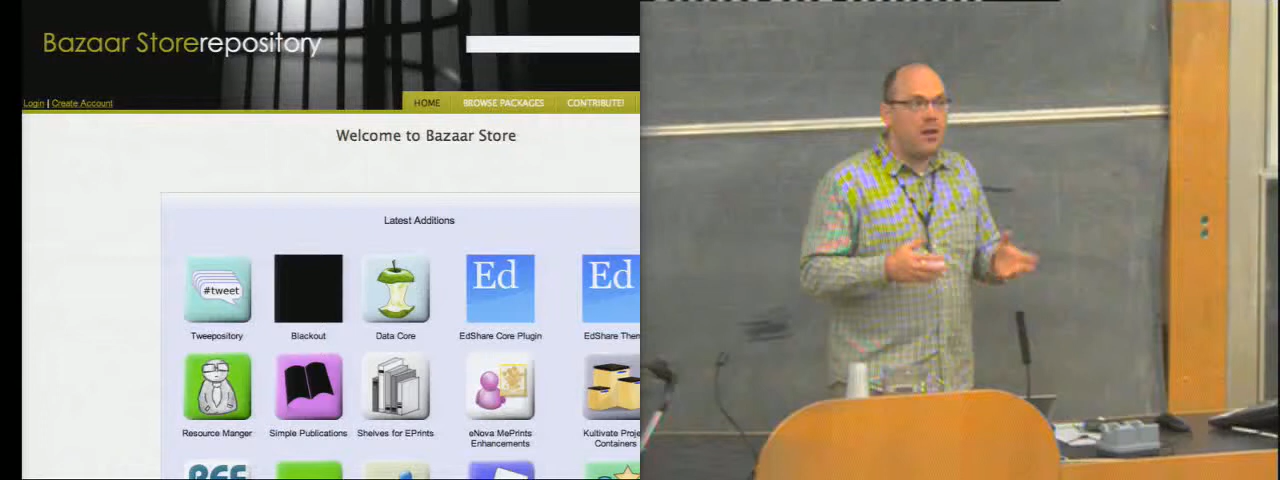 Bazaar Storerepository
Login | Create Account
HOME BROWSE PACKAGES CONTRIBUTE!
Welcome to Bazaar Store
Latest Additions
#tweet
Ed
Ed
Tweepository
Blackout
Data Core
EdShare Core Plugin
EdShare Them
Resource Manger
Simple Publications
Shelves for EPrints
eNova MePrints
Enhancements
Kultivate Proje
Containers
REF